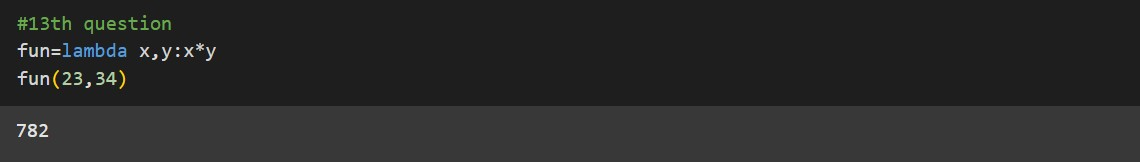 #13th question
fun=lambda x,y:x*y
fun(23,34)
782